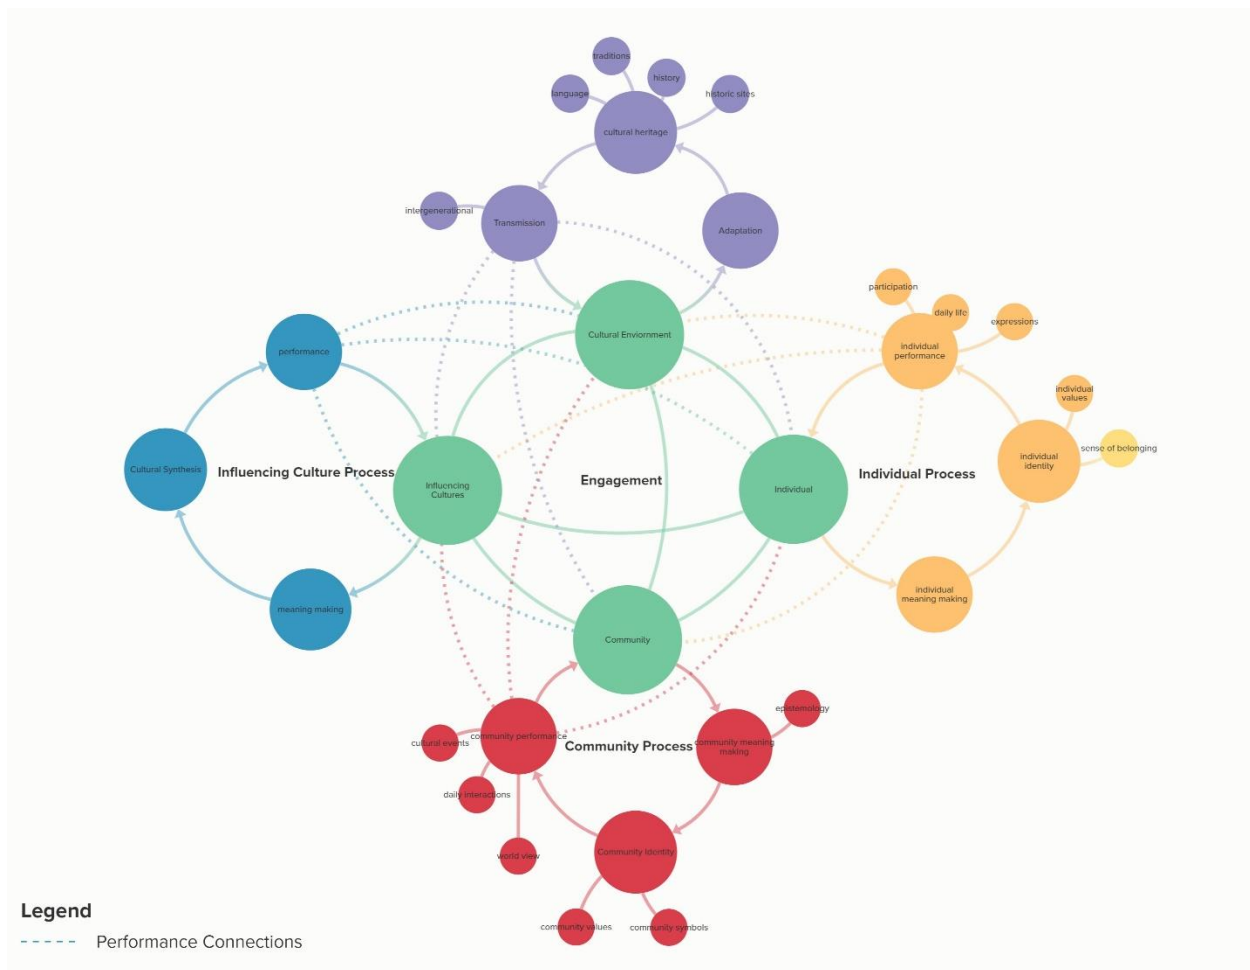 traditions
history
language
historic sites
cultural heritage
intergenerational
Transmission
Adaptation
participation
daily life
expressions
Cultural Enviornment
performance
individual
performance
individual
values
sense of belonging
individual
identity
Cultural Synthesis
Influencing Culture Process
Influencing
Cultures
Engagement
Individual
Individual Process
meaning making
individual
meaning making
Community
epistemology
cultural events
community performance
Community Process
community meaning
making
daily interactions
world view
Community Identity
community values
community symbols
Legend
Performance Connections